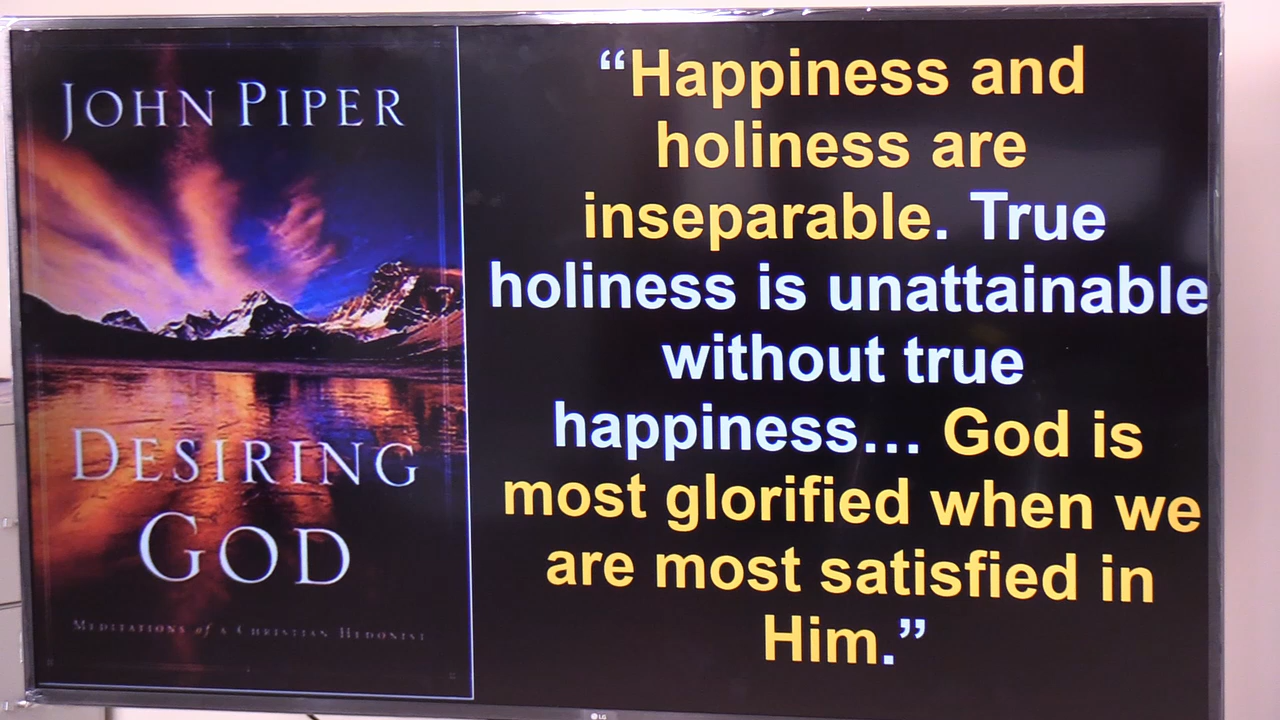 JOHN PIPER
DESIRING
GOD
MEDITATIONS of a CHRISTIAN HEDONIST
“Happiness and
holiness are
inseparable. True
holiness is unattainable
without true
happiness... God is
most glorified when we
are most satisfied in
Him.”
LG